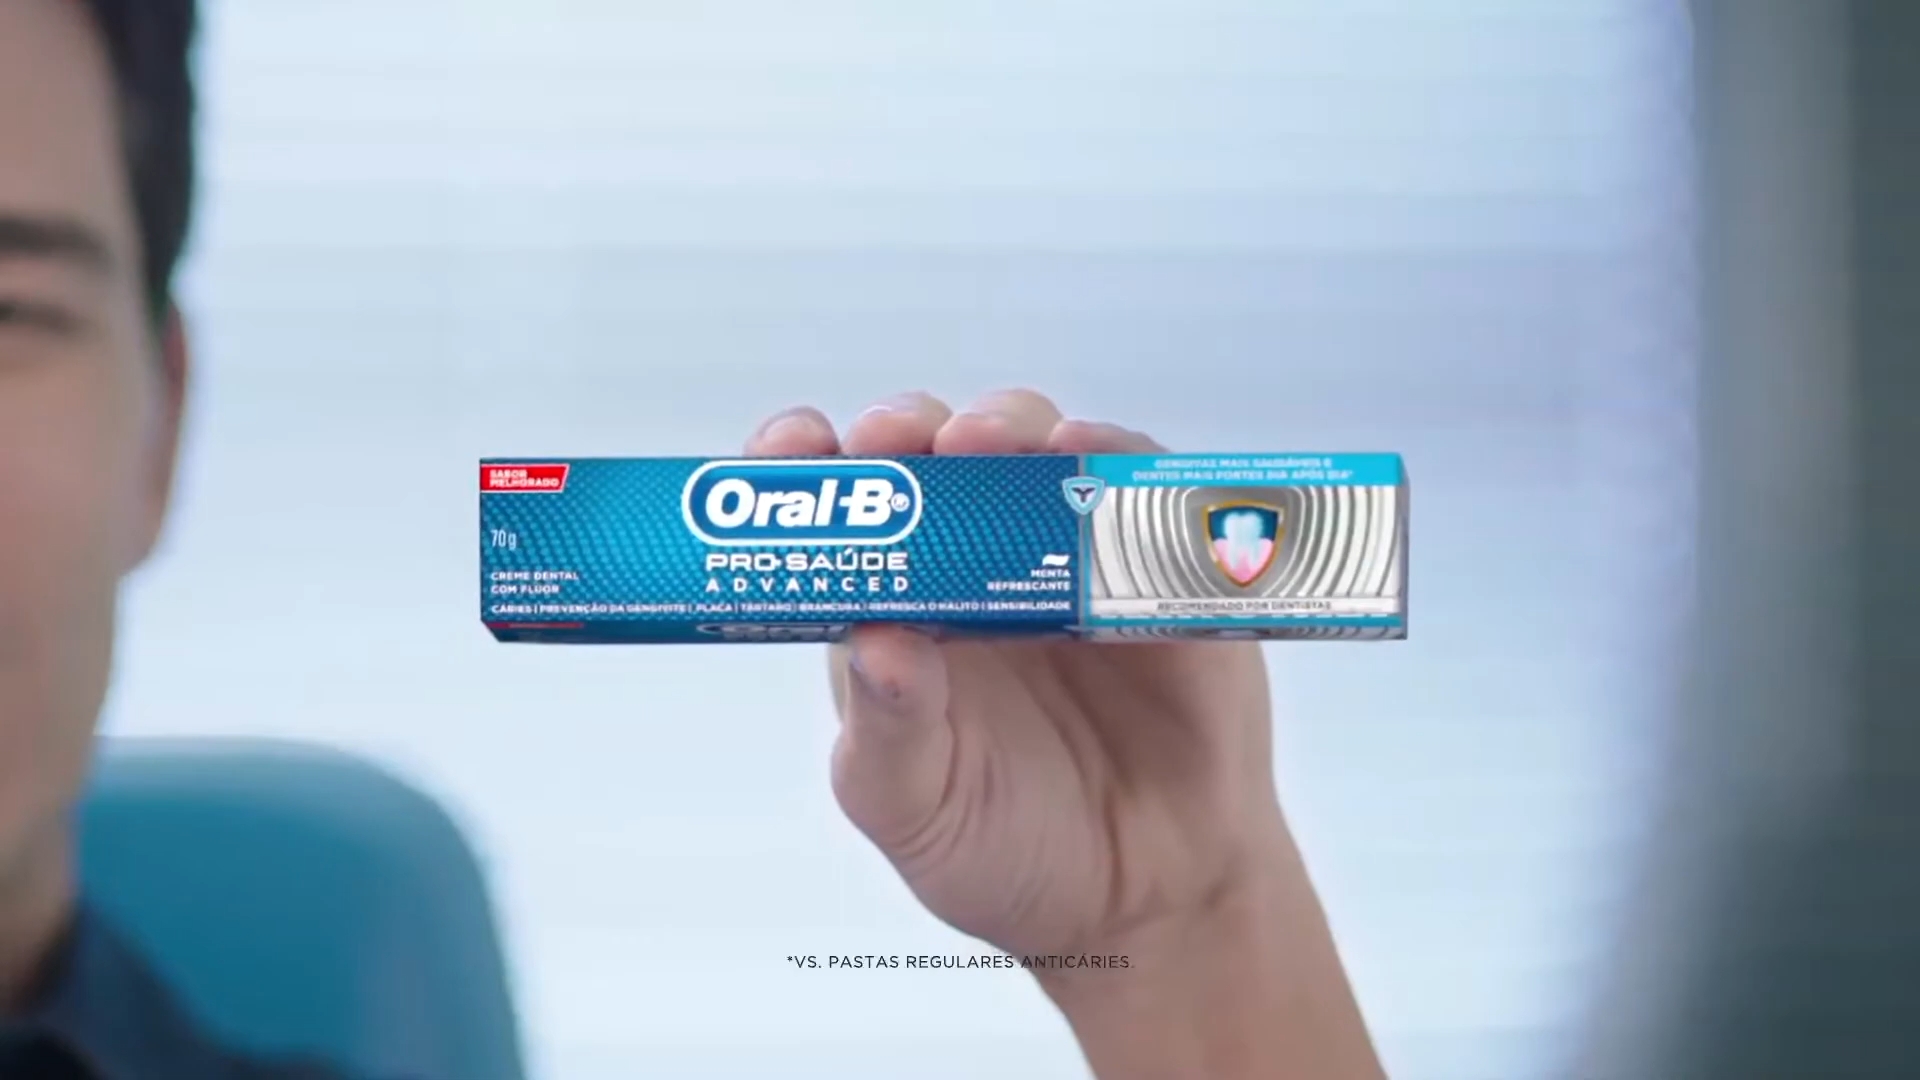 SABOR
MELHORADO
70g
CREME DENTAL
COM FLÚOR
Oral-B®
PRO-SAÚDE
ADVANCED
MENTA
REFRESCANTE
CÁRIES | PREVENÇÃO DA GENGIVITE | PLACA | TÁRTARO | BRANCURA | REFRESCA O HÁLITO | SENSIBILIDADE
GENGIVAS MAIS SAUDÁVEIS E
DENTES MAIS FORTES DIA APÓS DIA*
RECOMENDADO POR DENTISTAS
*VS. PASTAS REGULARES ANTICÁRIES.